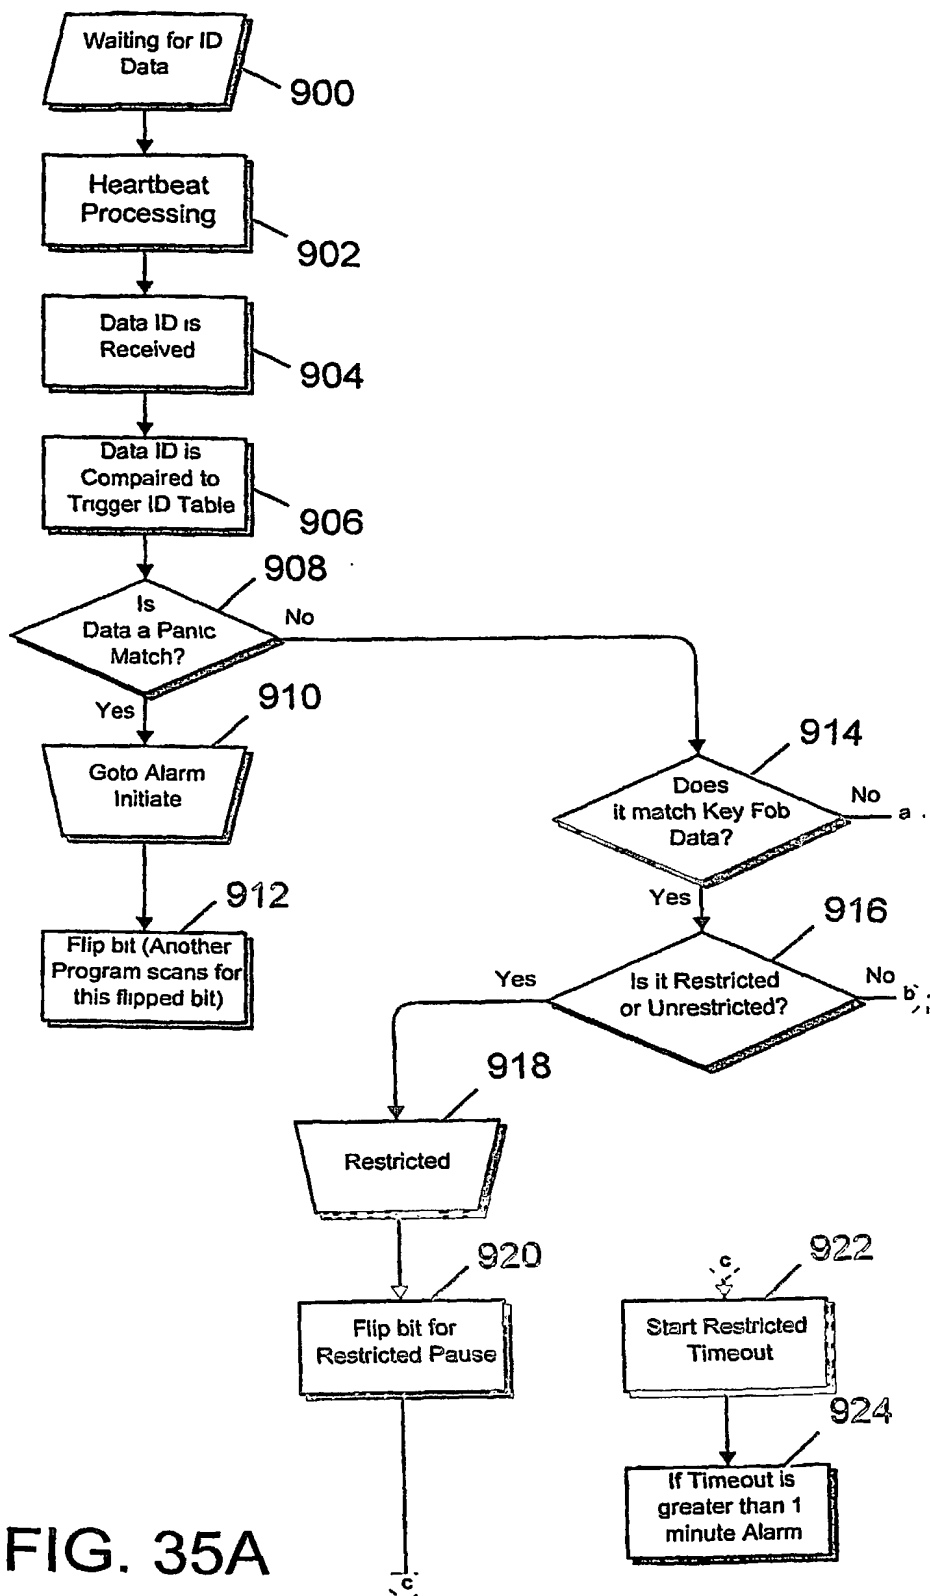 Waiting for ID
Data
900
Heartbeat
Processing
902
Data ID is
Received
904
Data ID is
Compaired to
Trigger ID Table
906
908
Is
Data a Panic
Match?
No
Yes
910
Goto Alarm
Initiate
912
Flip bit (Another
Program scans for
this flipped bit)
914
Does
it match Key Fob
Data?
No
a
Yes
916
Is it Restricted
or Unrestricted?
No
b
Yes
918
Restricted
920
Flip bit for
Restricted Pause
c
c
922
Start Restricted
Timeout
924
If Timeout is
greater than 1
minute Alarm
FIG. 35A